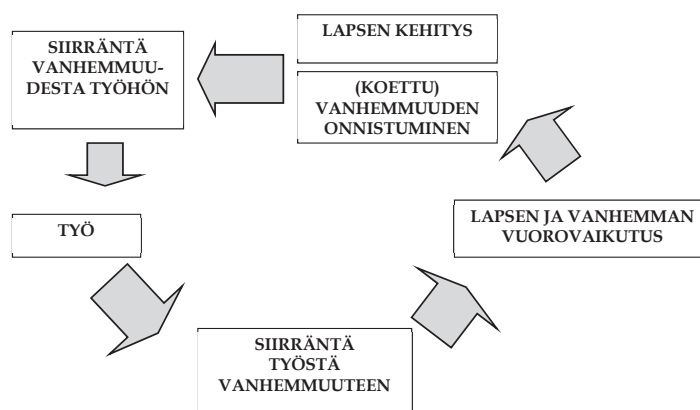 SIIRRÄNTÄ
VANHEMMUU-
DESTA TYÖHÖN
LAPSEN KEHITYS
(KOETTU)
VANHEMMUUDEN
ONNISTUMINEN
TYÖ
LAPSEN JA VANHEMMAN
VUOROVAIKUTUS
SIIRRÄNTÄ
TYÖSTÄ
VANHEMMUUTEEN